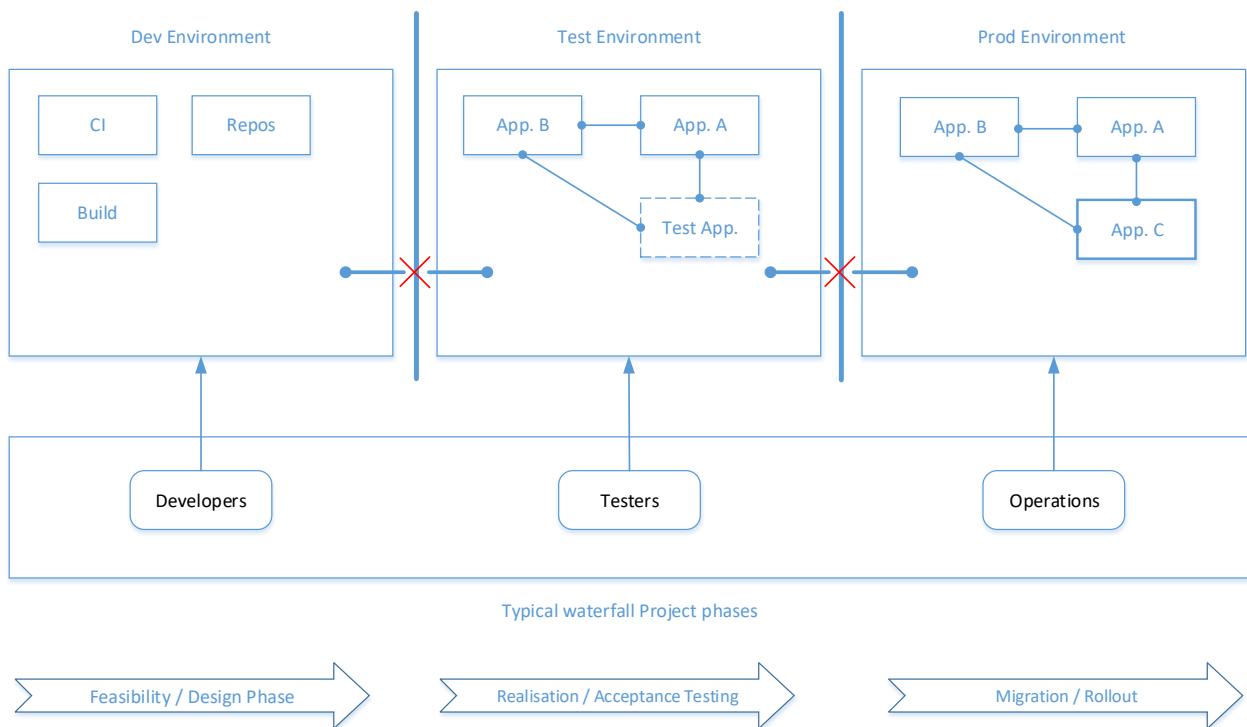 Dev Environment
Test Environment
Prod Environment
CI
Repos
Build
App. B
App. A
Test App.
App. B
App. A
App. C
Developers
Testers
Operations
Typical waterfall Project phases
Feasibility / Design Phase
Realisation / Acceptance Testing
Migration / Rollout